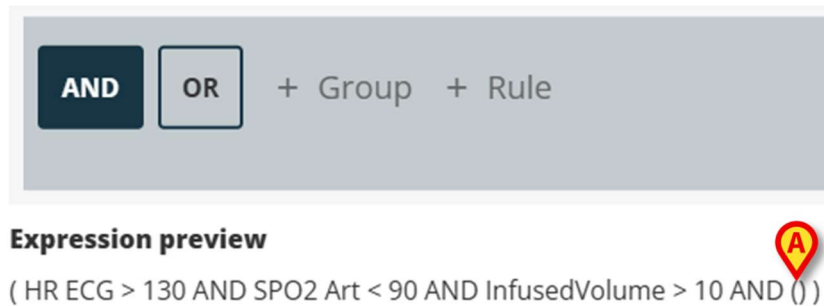 AND OR + Group + Rule
Expression preview
A
( HR ECG > 130 AND SPO2 Art < 90 AND InfusedVolume > 10 AND () )